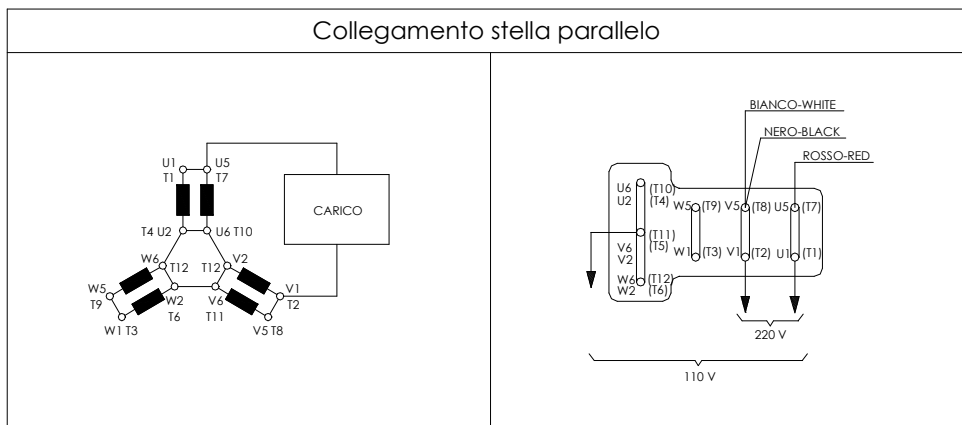 Collegamento stella parallelo
U1 U5
T1 T7
CARICO
T4 U2 U6 T10
W6 T12 T12 V2
W5 V1
T9 W2 V6 T2
T6 T11
W1 T3 V5 T8
BIANCO-WHITE
NERO-BLACK
ROSSO-RED
U6 (T10)
U2 (T4)
W5 (T9) V5 (T8) U5 (T7)
(T11)
V6 (T5)
V2
W1 (T3) V1 (T2) U1 (T1)
W6 (T12)
W2 (T6)
220 V
110 V